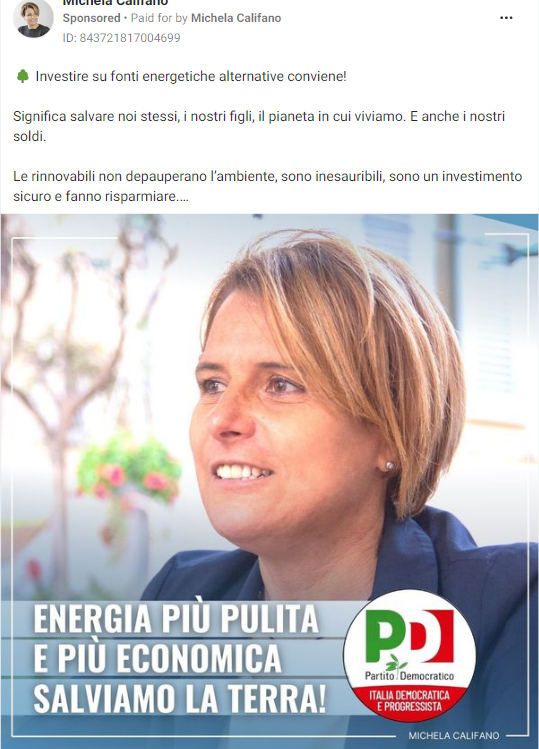 Michela Califano
Sponsored • Paid for by Michela Califano
ID: 843721817004699
🌳 Investire su fonti energetiche alternative conviene!
Significa salvare noi stessi, i nostri figli, il pianeta in cui viviamo. E anche i nostri
soldi.
Le rinnovabili non depauperano l’ambiente, sono inesauribili, sono un investimento
sicuro e fanno risparmiare....
ENERGIA PIÙ PULITA
E PIÙ ECONOMICA
SALVIAMO LA TERRA!
PD
Partito Democratico
ITALIA DEMOCRATICA
E PROGRESSISTA
MICHELA CALIFANO